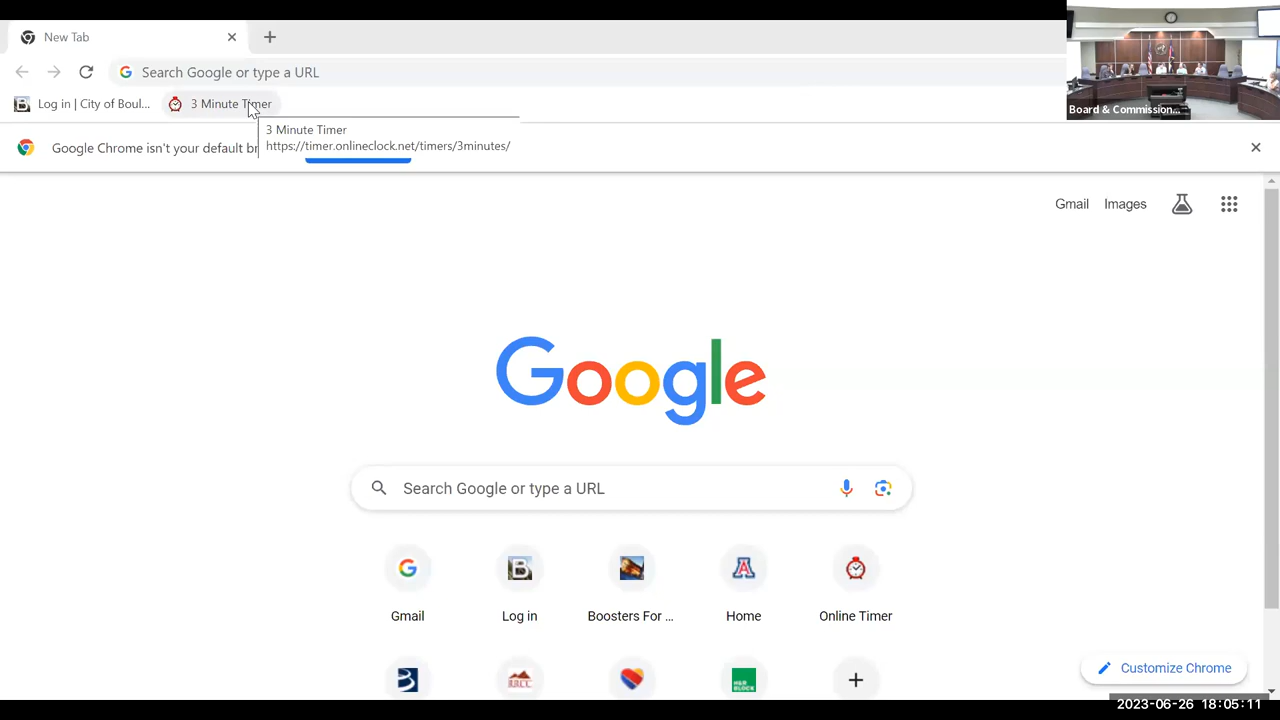 New Tab
Search Google or type a URL
Log in | City of Boul...
3 Minute Timer
3 Minute Timer
https://timer.onlineclock.net/timers/3minutes/
Google Chrome isn't your default br
Board & Commission...
Gmail Images
Google
Search Google or type a URL
Gmail
Log in
Boosters For ...
Home
Online Timer
H&R
BLOCK
Customize Chrome
2023-06-26 18:05:11